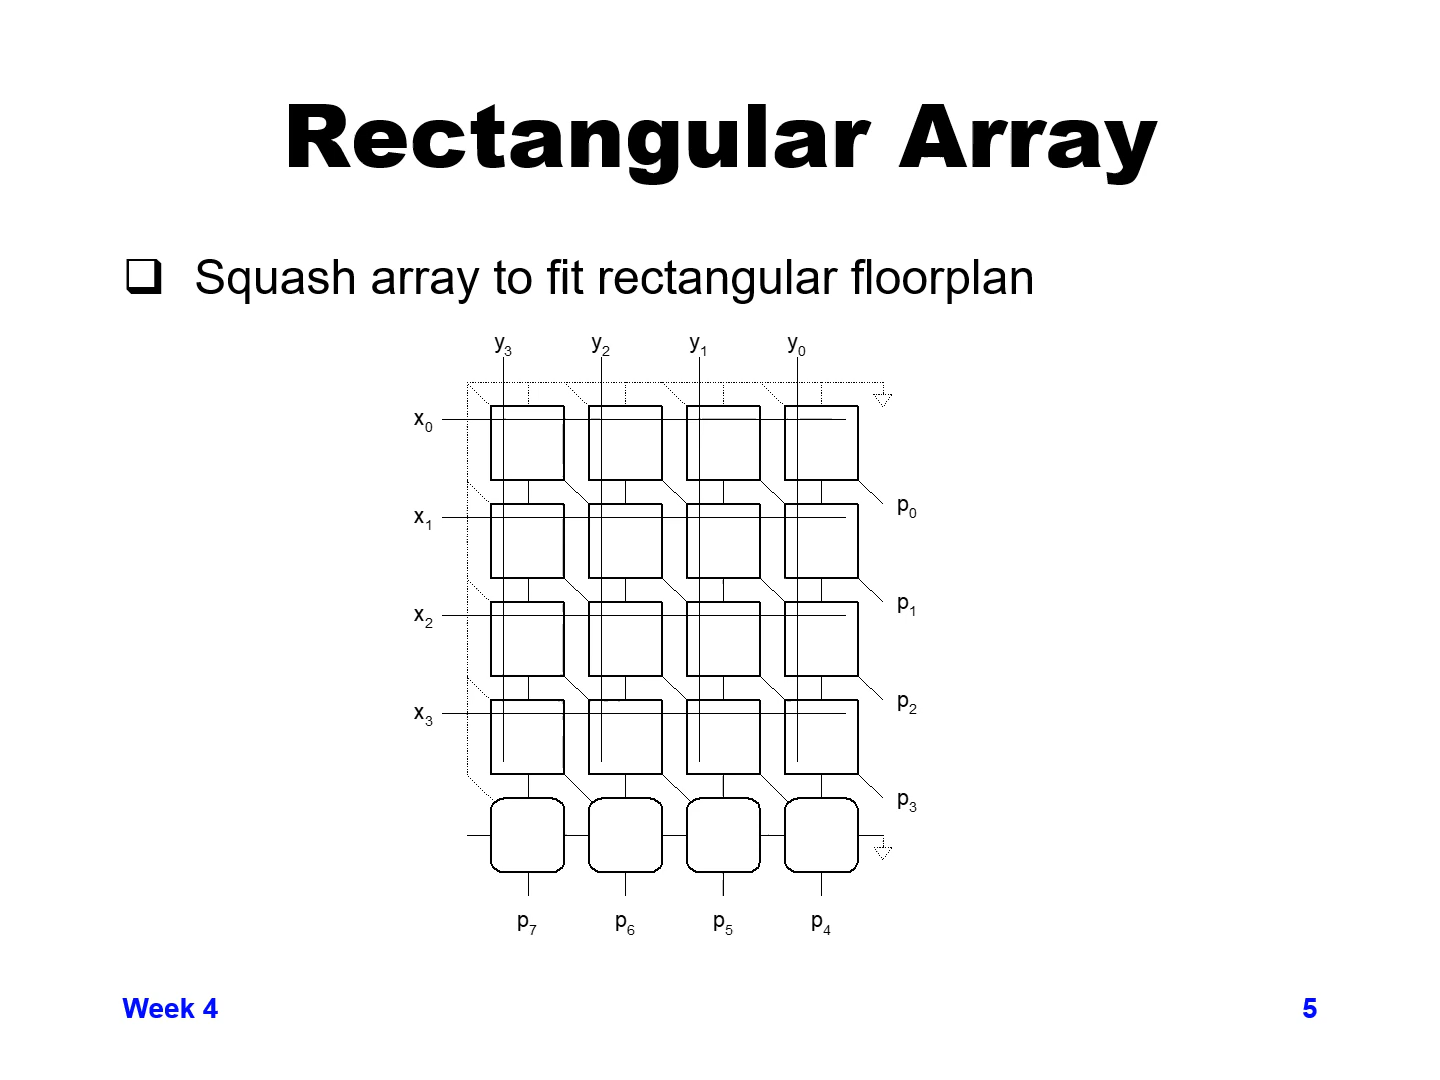 Rectangular Array
❑ Squash array to fit rectangular floorplan
y3 y2 y1 y0
x0
p0
x1
p1
x2
p2
x3
p3
p7 p6 p5 p4
Week 4 5